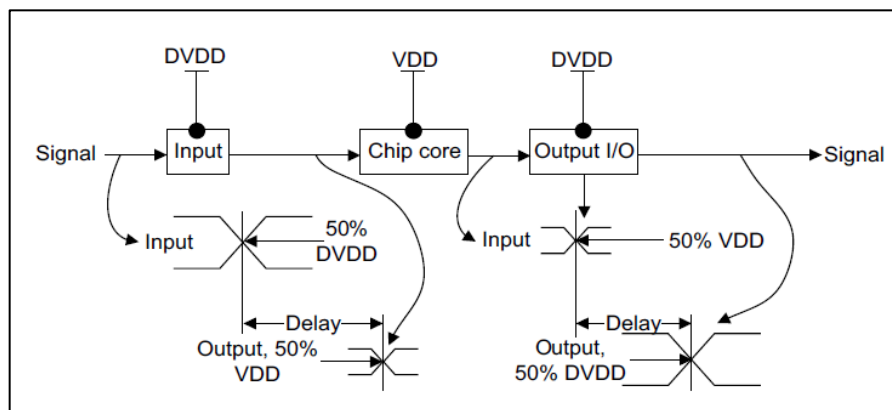 DVDD
VDD
DVDD
Signal
Input
Chip core
Output I/O
Signal
Input
50%
DVDD
Input
50% VDD
Delay
Output, 50%
VDD
Delay
Output,
50% DVDD